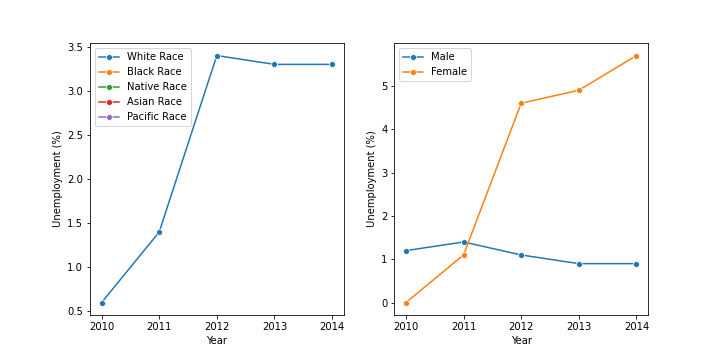 3.5
3.0
2.5
2.0
1.5
1.0
0.5
Unemployment (%)
White Race
Black Race
Native Race
Asian Race
Pacific Race
2010 2011 2012 2013 2014
Year
5
4
3
2
1
0
Unemployment (%)
Male
Female
2010 2011 2012 2013 2014
Year